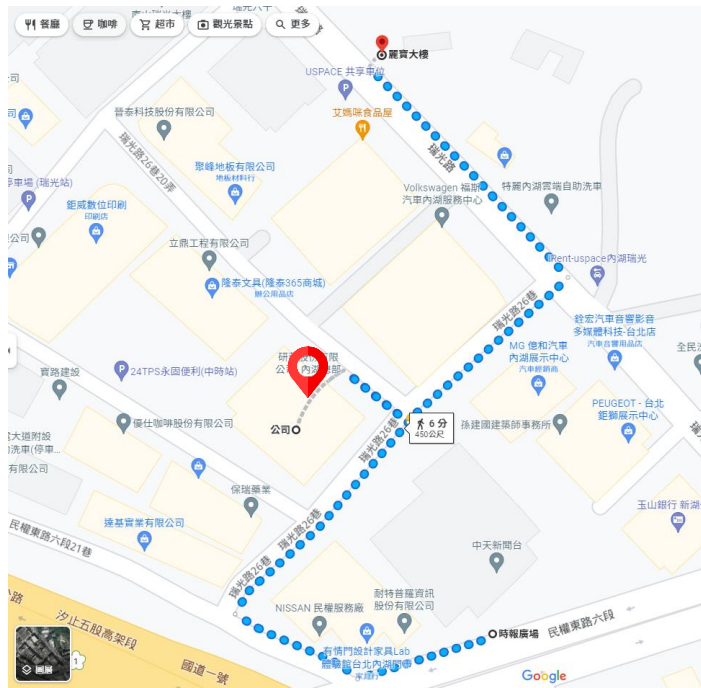 餐廳
咖啡
超市
觀光景點
更多
麗寶大樓
USPACE 共享車位
艾媽咪食品屋
晉泰科技股份有限公司
瑞光路26巷20弄
瑞光路
聚峰地板有限公司
地板材料行
停車場 (瑞光站)
鉅威數位印刷
印刷店
Volkswagen 福斯
汽車內湖服務中心
特麗內湖雲端自助洗車
立鼎工程有限公司
iRent-uspace內湖瑞光
隆泰文具(隆泰365商城)
辦公用品店
瑞光路26巷
銓宏汽車音響影音
多媒體科技-台北店
汽車音響用品店
MG 億和汽車
內湖展示中心
汽車經銷商
寶路建設
24TPS永固便利(中時站)
PEUGEOT - 台北
鉅獅展示中心
優仕咖啡股份有限公司
公司
6 分
450公尺
孫建國建築師事務所
瑞光路26巷
保瑞藥業
玉山銀行 新湖
達基實業有限公司
瑞光路26巷
中天新聞台
民權東路六段21巷
瑞光路26巷
NISSAN 民權服務廠
耐特普羅資訊
股份有限公司
時報廣場
民權東路六段
汐止五股高架段
國道一號
有情門設計家具Lab
圖層
1
Google